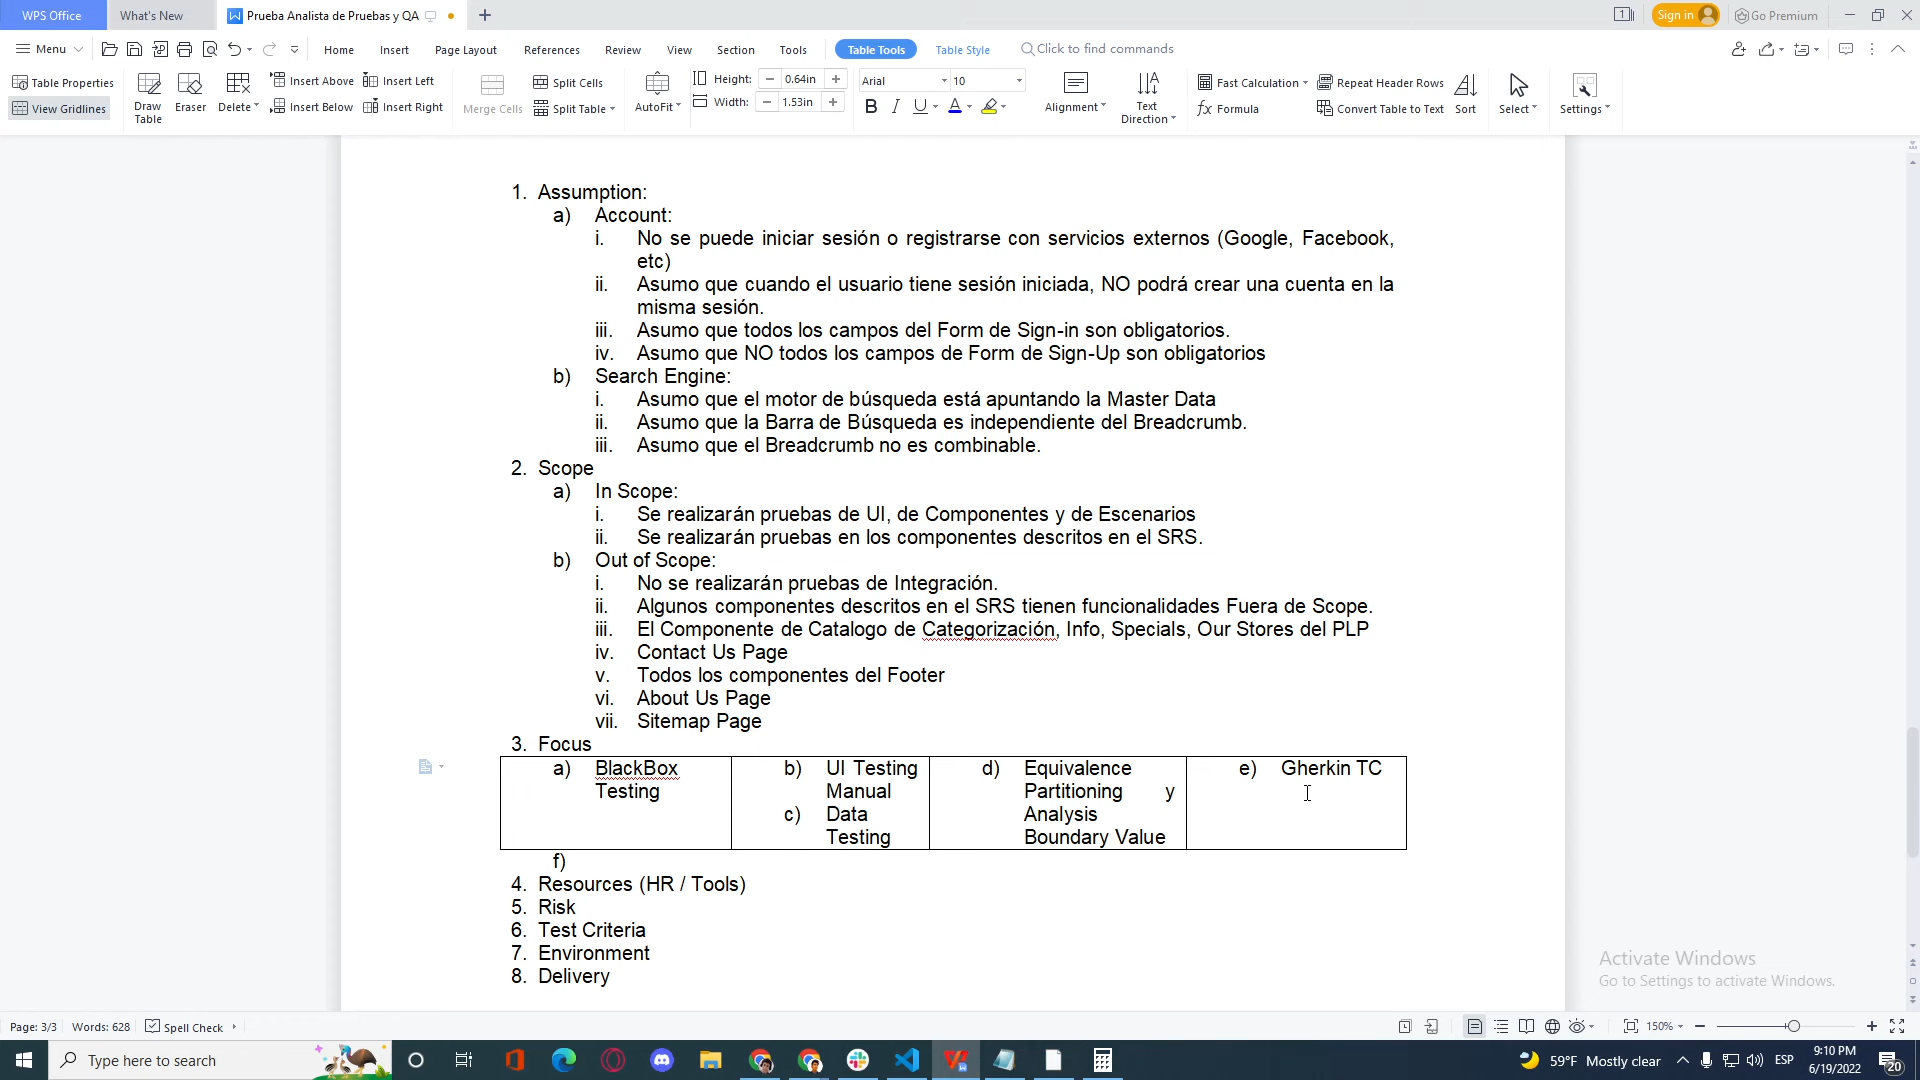 WPS Office
What's New
Prueba Analista de Pruebas y QA
1
Sign in
Go Premium
Menu
Home
Insert
Page Layout
References
Review
View
Section
Tools
Table Tools
Table Style
Click to find commands
Table Properties
View Gridlines
Draw Table
Eraser
Delete
Insert Above
Insert Below
Insert Left
Insert Right
Merge Cells
Split Cells
Split Table
AutoFit
Height: 0.64in
Width: 1.53in
Arial
10
Alignment
Text Direction
Fast Calculation
Formula
Repeat Header Rows
Convert Table to Text
Sort
Select
Settings
1. Assumption:
a) Account:
i. No se puede iniciar sesión o registrarse con servicios externos (Google, Facebook,
etc)
ii. Asumo que cuando el usuario tiene sesión iniciada, NO podrá crear una cuenta en la
misma sesión.
iii. Asumo que todos los campos del Form de Sign-in son obligatorios.
iv. Asumo que NO todos los campos de Form de Sign-Up son obligatorios
b) Search Engine:
i. Asumo que el motor de búsqueda está apuntando la Master Data
ii. Asumo que la Barra de Búsqueda es independiente del Breadcrumb.
iii. Asumo que el Breadcrumb no es combinable.
2. Scope
a) In Scope:
i. Se realizarán pruebas de UI, de Componentes y de Escenarios
ii. Se realizarán pruebas en los componentes descritos en el SRS.
b) Out of Scope:
i. No se realizarán pruebas de Integración.
ii. Algunos componentes descritos en el SRS tienen funcionalidades Fuera de Scope.
iii. El Componente de Catalogo de Categorización, Info, Specials, Our Stores del PLP
iv. Contact Us Page
v. Todos los componentes del Footer
vi. About Us Page
vii. Sitemap Page
3. Focus
a) BlackBox
Testing
b) UI Testing
Manual
c) Data
Testing
d) Equivalence
Partitioning y
Analysis
Boundary Value
e) Gherkin TC
f)
4. Resources (HR / Tools)
5. Risk
6. Test Criteria
7. Environment
8. Delivery
Activate Windows
Go to Settings to activate Windows.
Page: 3/3
Words: 628
Spell Check
150%
Type here to search
59°F Mostly clear
ESP
9:10 PM
6/19/2022
20